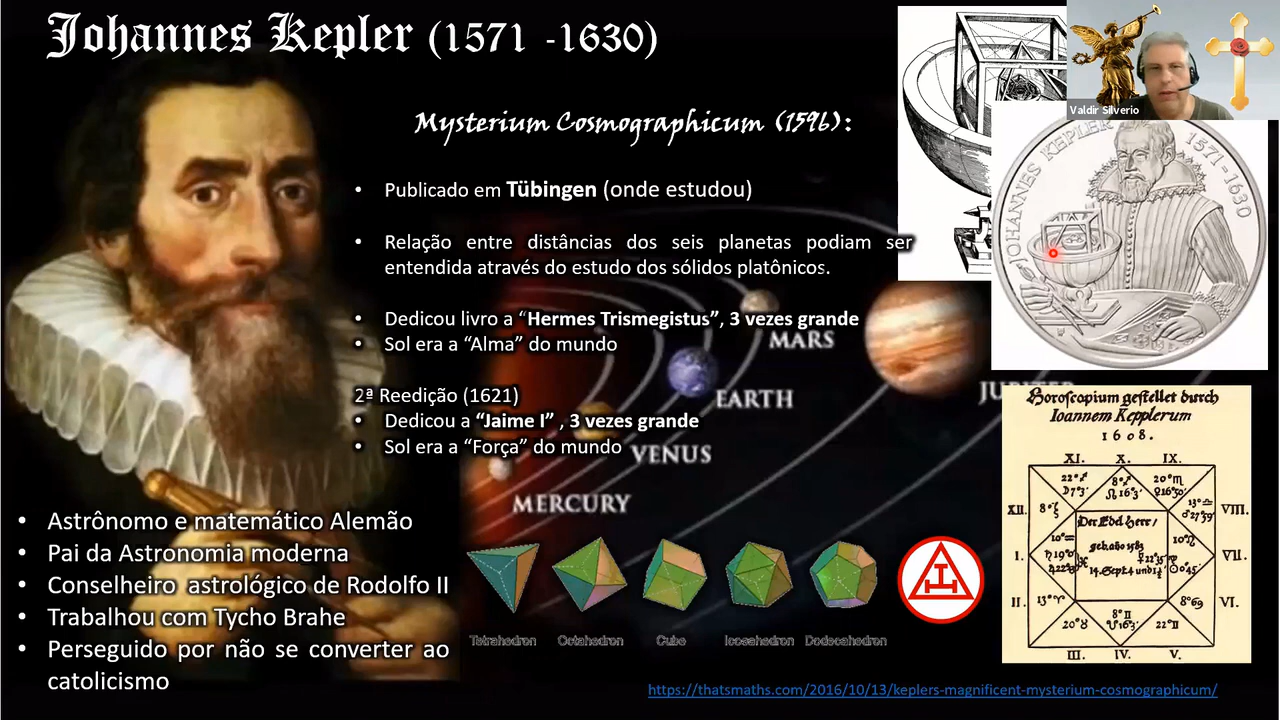 Johannes Kepler (1571 -1630)
Mysterium Cosmographicum (1596):
• Publicado em Tübingen (onde estudou)
• Relação entre distâncias dos seis planetas podiam ser
entendida através do estudo dos sólidos platônicos.
• Dedicou livro a “Hermes Trismegistus”, 3 vezes grande
• Sol era a “Alma” do mundo
2ª Reedição (1621)
• Dedicou a “Jaime I” , 3 vezes grande
• Sol era a “Força” do mundo
• Astrônomo e matemático Alemão
• Pai da Astronomia moderna
• Conselheiro astrológico de Rodolfo II
• Trabalhou com Tycho Brahe
• Perseguido por não se converter ao
catolicismo
MARS
EARTH
VENUS
MERCURY
Tetrahedron Octahedron Cube Icosahedron Dodecahedron
https://thatsmaths.com/2016/10/13/keplers-magnificent-mysterium-cosmographicum/
Valdir Silverio
JOHANNES KEPLER 1571-1630
Horoscopium gestellet durch
Ioannem Kepplerum
1608.
XI. X. IX.
XII. VIII.
I. VII.
II. VI.
III. IV. V.
Der Edel Herr/